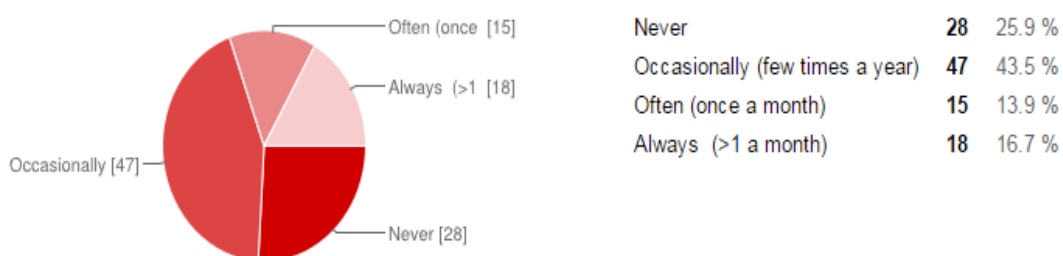 Often (once [15]
Always (>1 [18]
Occasionally [47]
Never [28]
Never 28 25.9 %
Occasionally (few times a year) 47 43.5 %
Often (once a month) 15 13.9 %
Always (>1 a month) 18 16.7 %